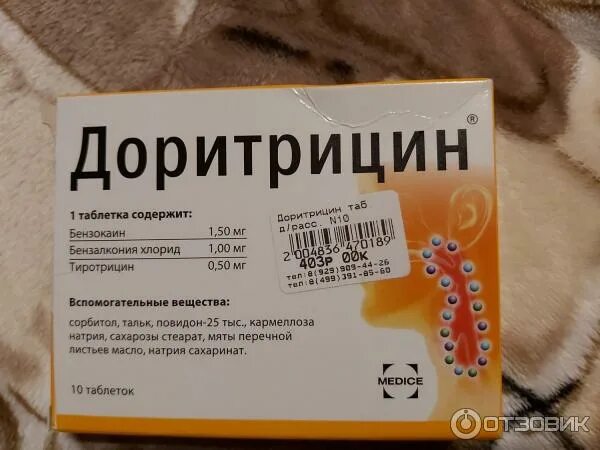 Доритрицин®
1 таблетка содержит:
Бензокаин 1,50 мг
Бензалкония хлорид 1,00 мг
Тиротрицин 0,50 мг
Вспомогательные вещества:
сорбитол, тальк, повидон-25 тыс., кармеллоза
натрия, сахарозы стеарат, мяты перечной
листьев масло, натрия сахаринат.
10 таблеток
Доритрицин таб.
д/расс. N10
2 004836 470189
403р 00к
тел:8(929)909-44-26
тел:8(499)391-85-60
MEDICE
ОТЗОВИК